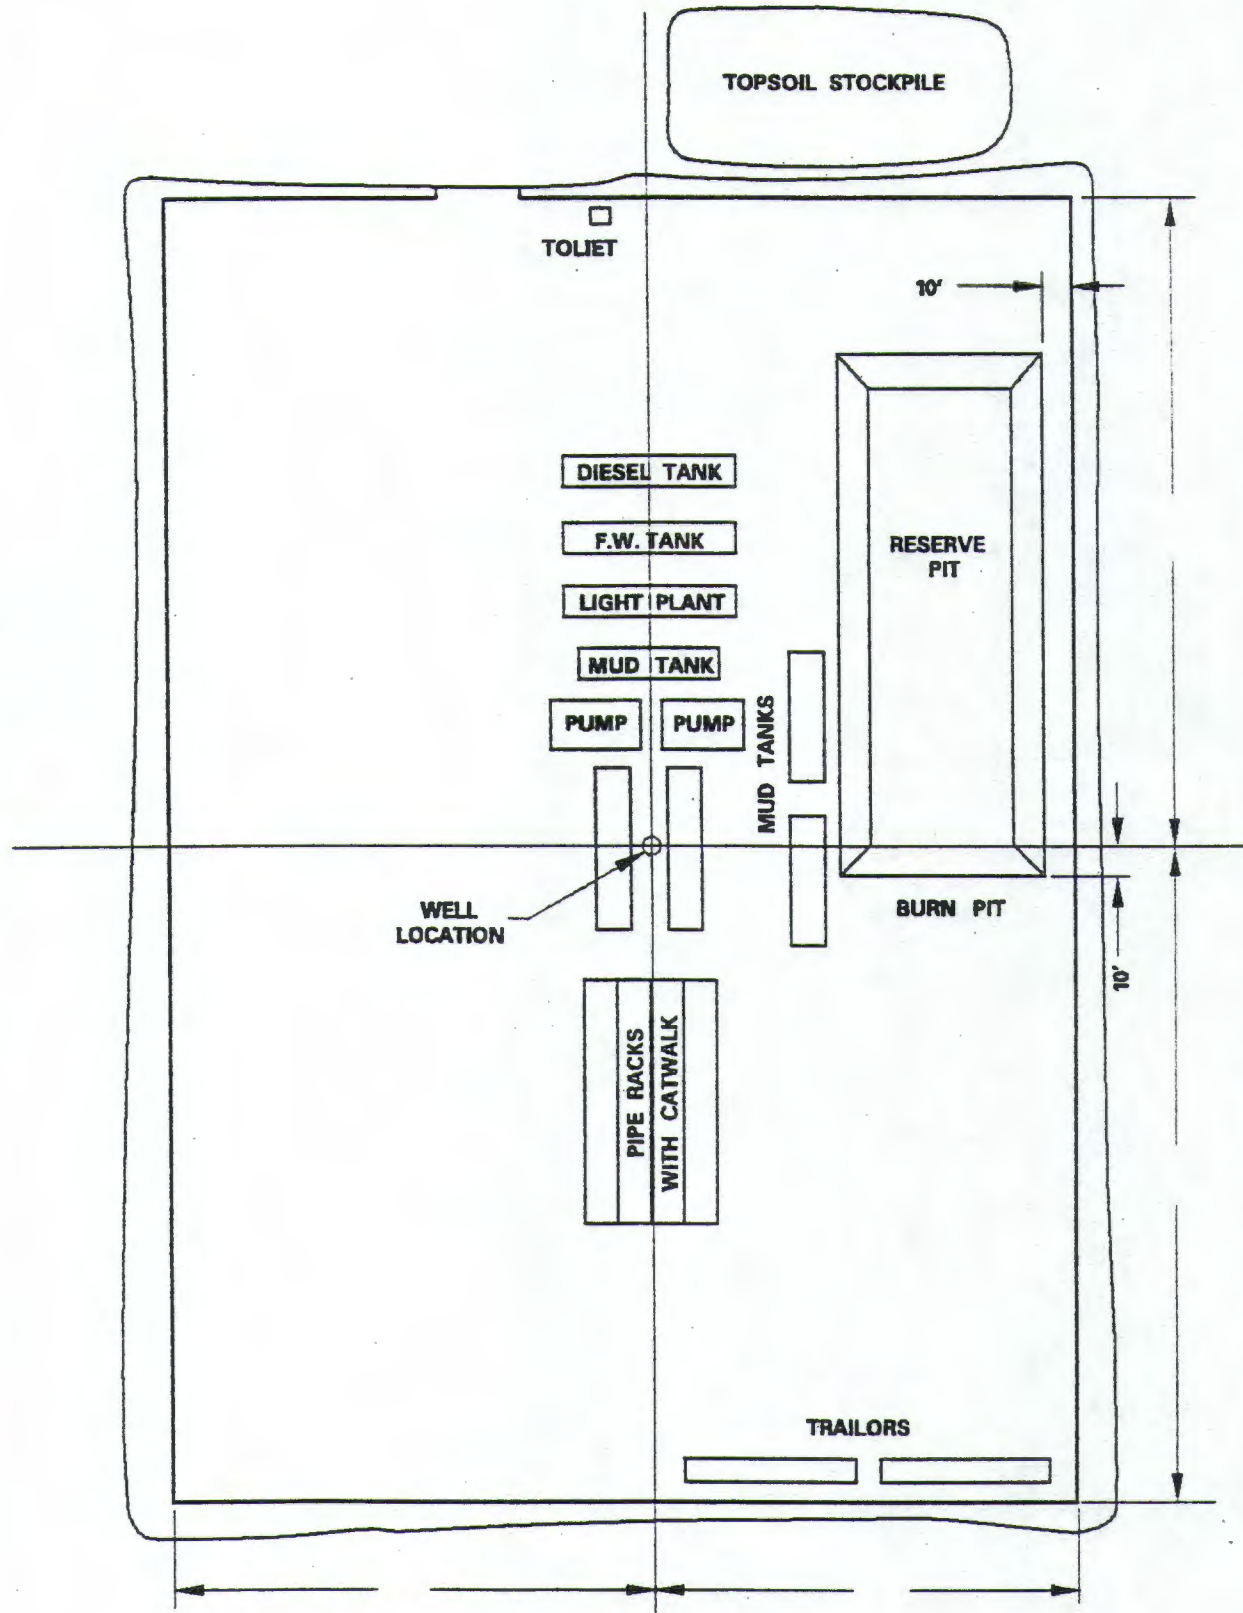 TOPSOIL STOCKPILE
TOLIET
10'
DIESEL TANK
F.W. TANK
RESERVE
PIT
LIGHT PLANT
MUD TANK
PUMP
PUMP
MUD TANKS
WELL
LOCATION
BURN PIT
10'
PIPE RACKS
WITH CATWALK
TRAILORS